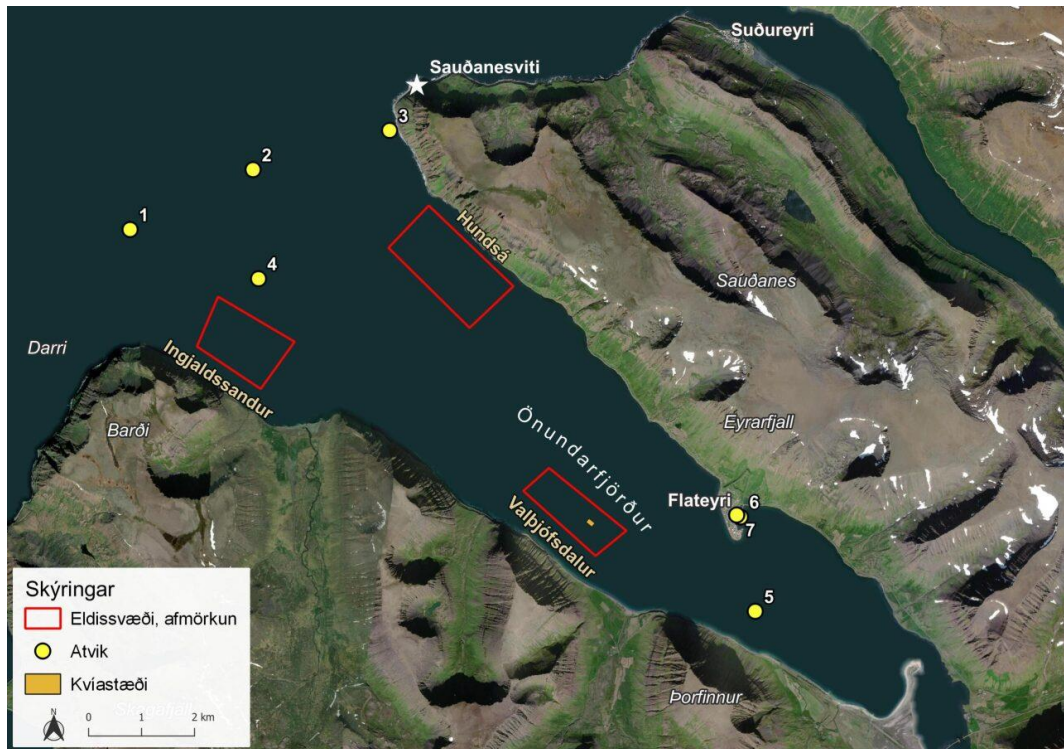 Suðureyri
Sauðanesviti
3
2
1
Hundsá
4
Sauðanes
Darri
Ingjaldssandur
Barði
Önundarfjörður
Eyrarfjall
Flateyri
6
7
Valþjófsdalur
5
Þorfinnur
Skýringar
Eldissvæði, afmörkun
Atvik
Kvíastæði
N
0 1 2 km